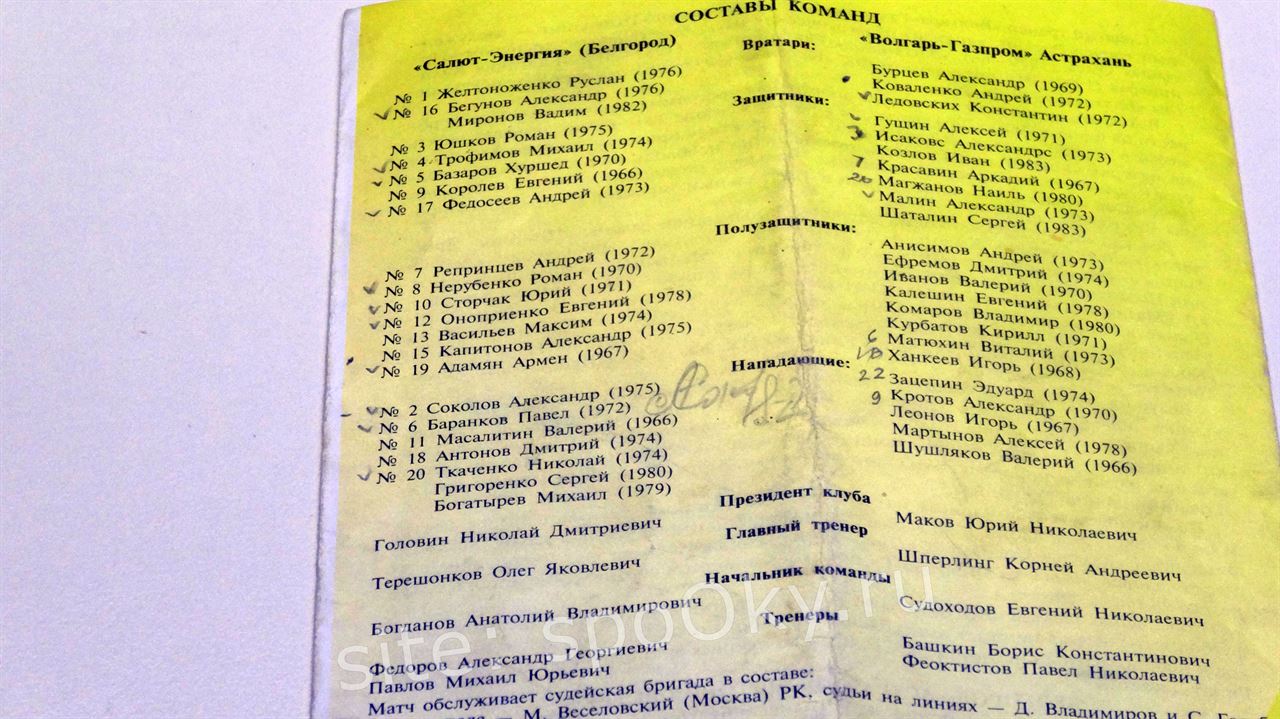 СОСТАВЫ КОМАНД
«Салют-Энергия» (Белгород)
Вратари:
«Волгарь-Газпром» Астрахань
№ 1 Желтоноженко Руслан (1976)
№ 16 Бегунов Александр (1976)
Миронов Вадим (1982)
Бурцев Александр (1969)
Коваленко Андрей (1972)
Ледовских Константин (1972)
Защитники:
№ 3 Юшков Роман (1975)
№ 4 Трофимов Михаил (1974)
№ 5 Базаров Хуршед (1970)
№ 9 Королев Евгений (1966)
№ 17 Федосеев Андрей (1973)
Гущин Алексей (1971)
3 Исаковс Александрс (1973)
Козлов Иван (1983)
7 Красавин Аркадий (1967)
20 Магжанов Наиль (1980)
Малин Александр (1973)
Шаталин Сергей (1983)
Полузащитники:
№ 7 Репринцев Андрей (1972)
№ 8 Нерубенко Роман (1970)
№ 10 Сторчак Юрий (1971)
№ 12 Оноприенко Евгений (1978)
№ 13 Васильев Максим (1974)
№ 15 Капитонов Александр (1975)
№ 19 Адамян Армен (1967)
Анисимов Андрей (1973)
Ефремов Дмитрий (1974)
Иванов Валерий (1970)
Калешин Евгений (1978)
Комаров Владимир (1980)
Курбатов Кирилл (1971)
6 Матюхин Виталий (1973)
Ханкеев Игорь (1968)
Нападающие:
№ 2 Соколов Александр (1975)
№ 6 Баранков Павел (1972)
№ 11 Масалитин Валерий (1966)
№ 18 Антонов Дмитрий (1974)
№ 20 Ткаченко Николай (1974)
Григоренко Сергей (1980)
Богатырев Михаил (1979)
22 Зацепин Эдуард (1974)
9 Кротов Александр (1970)
Леонов Игорь (1967)
Мартынов Алексей (1978)
Шушляков Валерий (1966)
Президент клуба
Головин Николай Дмитриевич
Маков Юрий Николаевич
Главный тренер
Терешонков Олег Яковлевич
Шперлинг Корней Андреевич
Начальник команды
Богданов Анатолий Владимирович
Судоходов Евгений Николаевич
Тренеры
Федоров Александр Георгиевич
Павлов Михаил Юрьевич
Башкин Борис Константинович
Феоктистов Павел Николаевич
Матч обслуживает судейская бригада в составе:
— М. Веселовский (Москва) РК, судьи на линиях — Д. Владимиров и С.
site: spoOky.ru